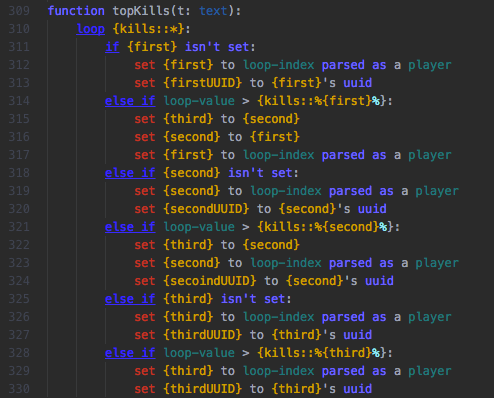 309 function topKills(t: text):
310 loop {kills::*}:
311 if {first} isn't set:
312 set {first} to loop-index parsed as a player
313 set {firstUUID} to {first}'s uuid
314 else if loop-value > {kills::%{first}%}:
315 set {third} to {second}
316 set {second} to {first}
317 set {first} to loop-index parsed as a player
318 else if {second} isn't set:
319 set {second} to loop-index parsed as a player
320 set {secondUUID} to {second}'s uuid
321 else if loop-value > {kills::%{second}%}:
322 set {third} to {second}
323 set {second} to loop-index parsed as a player
324 set {secoindUUID} to {second}'s uuid
325 else if {third} isn't set:
326 set {third} to loop-index parsed as a player
327 set {thirdUUID} to {third}'s uuid
328 else if loop-value > {kills::%{third}%}:
329 set {third} to loop-index parsed as a player
330 set {thirdUUID} to {third}'s uuid